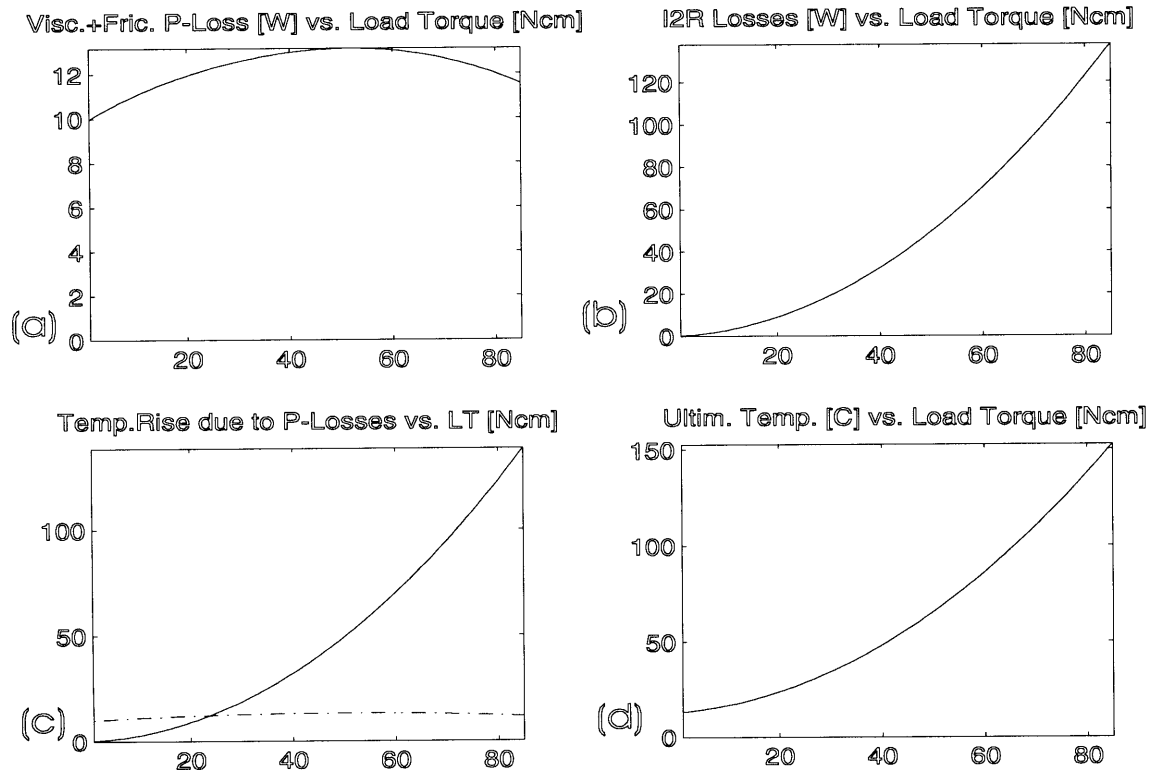 Visc.+Fric. P-Loss [W] vs. Load Torque [Ncm]
12
10
8
6
4
2
0
20 40 60 80
(a)
I2R Losses [W] vs. Load Torque [Ncm]
120
100
80
60
40
20
0
20 40 60 80
(b)
Temp.Rise due to P-Losses vs. LT [Ncm]
100
50
0
20 40 60 80
(c)
Ultim. Temp. [C] vs. Load Torque [Ncm]
150
100
50
0
20 40 60 80
(d)